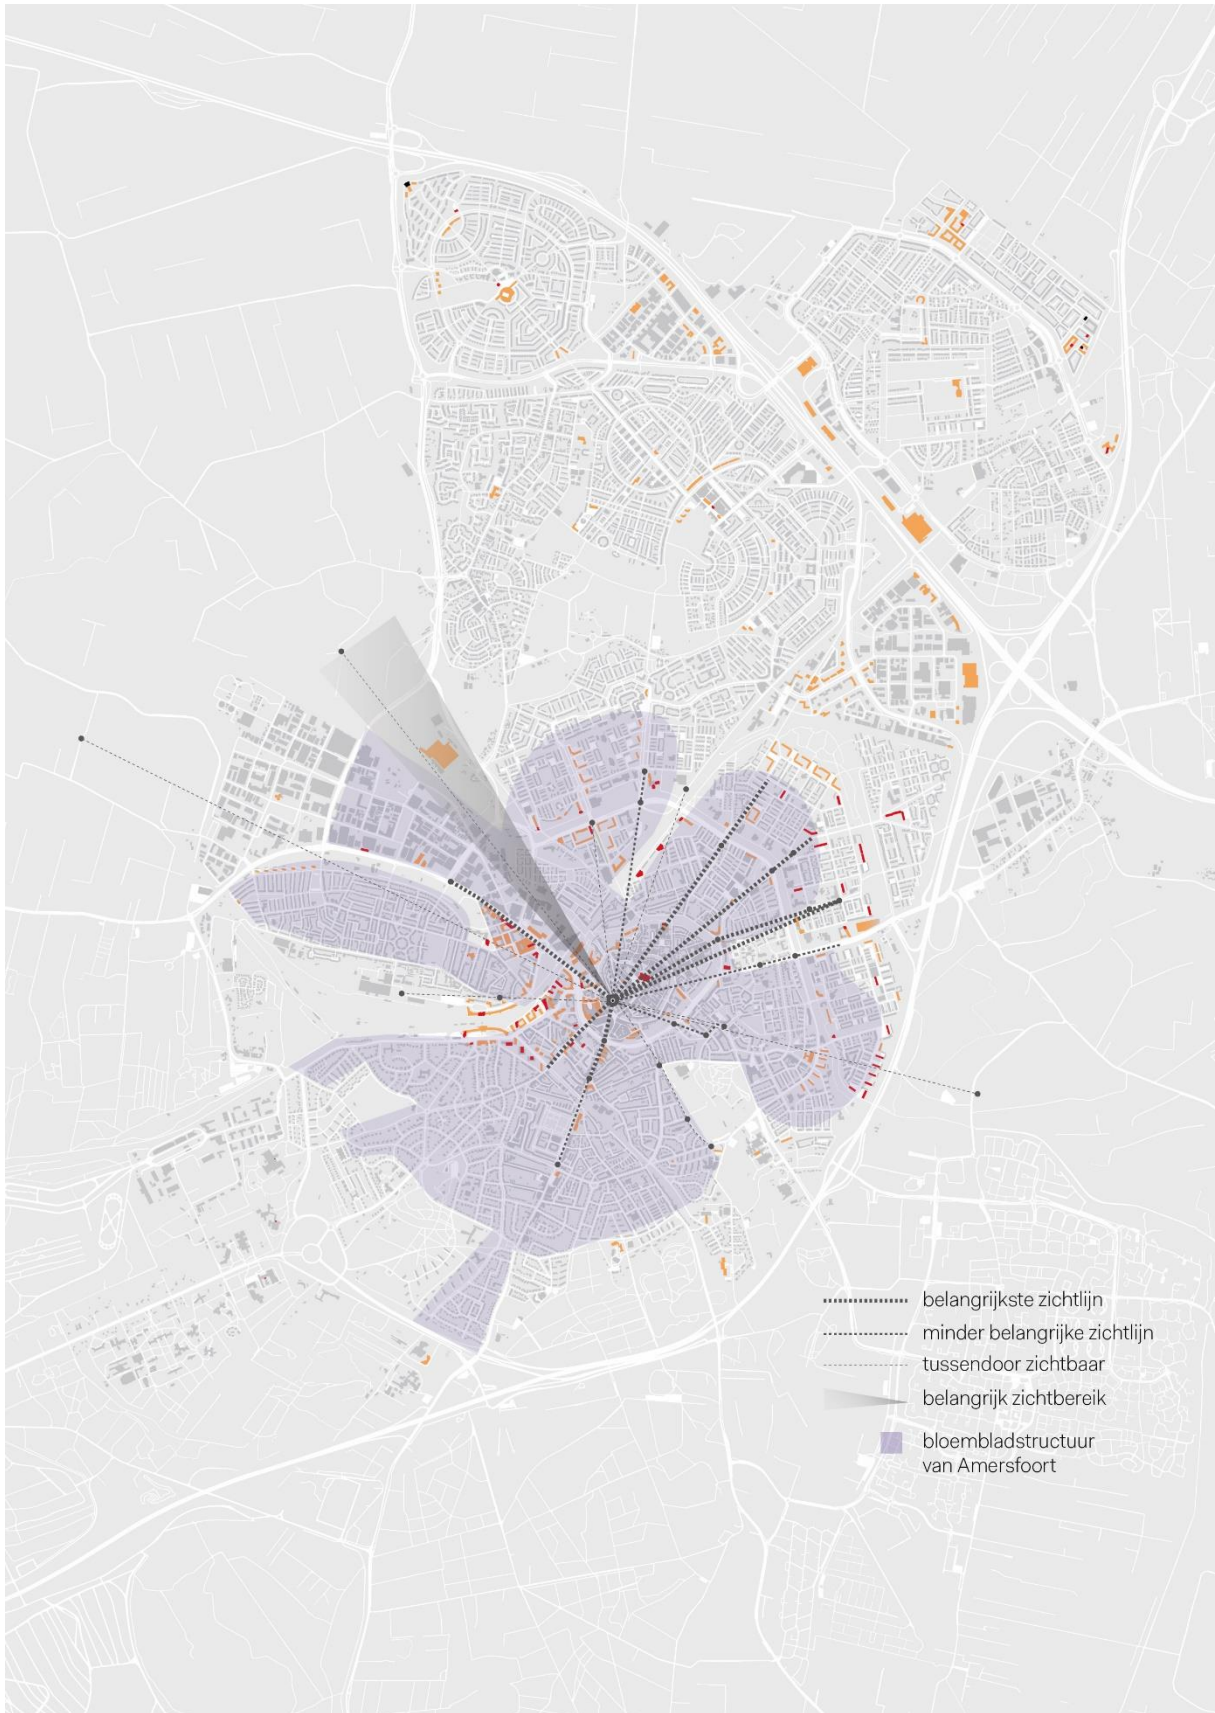 belangrijkste zichtlijn
minder belangrijke zichtlijn
tussendoor zichtbaar
belangrijk zichtbereik
bloembladstructuur
van Amersfoort